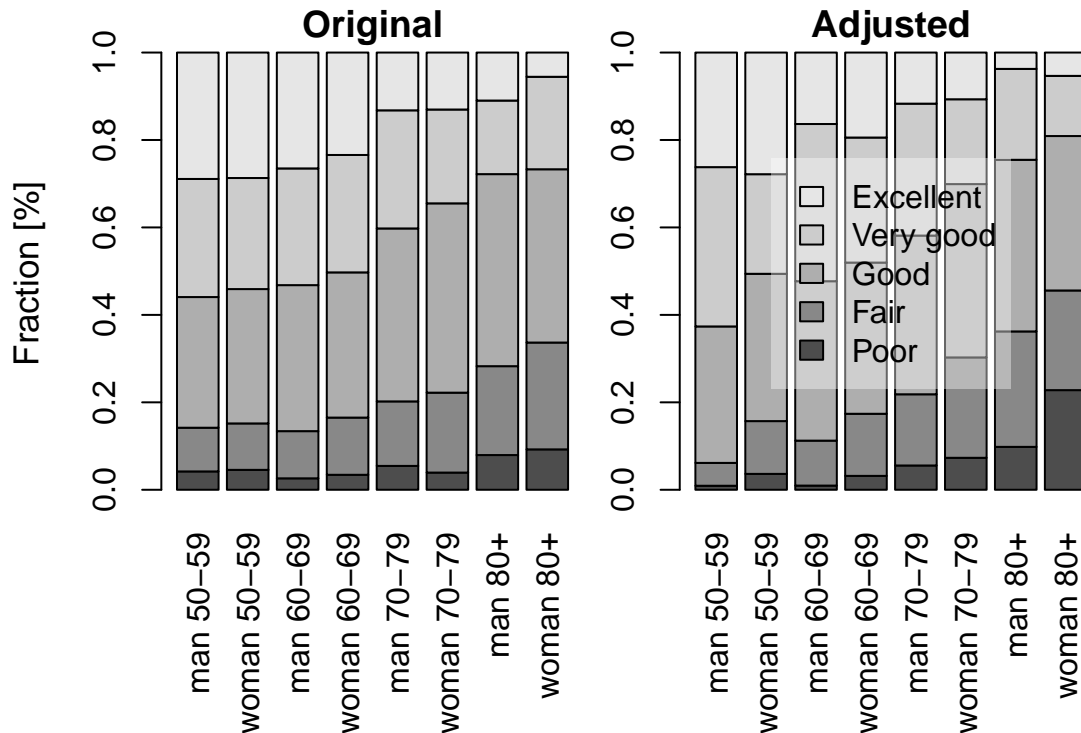 Original
Adjusted
Fraction [%]
1.0
0.8
0.6
0.4
0.2
0.0
man 50−59
woman 50−59
man 60−69
woman 60−69
man 70−79
woman 70−79
man 80+
woman 80+
1.0
0.8
0.6
0.4
0.2
0.0
Excellent
Very good
Good
Fair
Poor
man 50−59
woman 50−59
man 60−69
woman 60−69
man 70−79
woman 70−79
man 80+
woman 80+